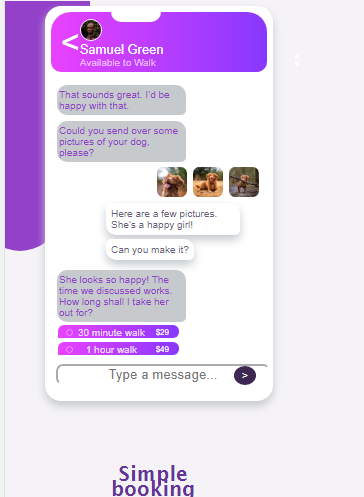 Samuel Green
Available to Walk
That sounds great. I'd be
happy with that.
Could you send over some
pictures of your dog,
please?
Here are a few pictures.
She's a happy girl!
Can you make it?
She looks so happy! The
time we discussed works.
How long shall I take her
out for?
30 minute walk $29
1 hour walk $49
Type a message... >
Simple
booking